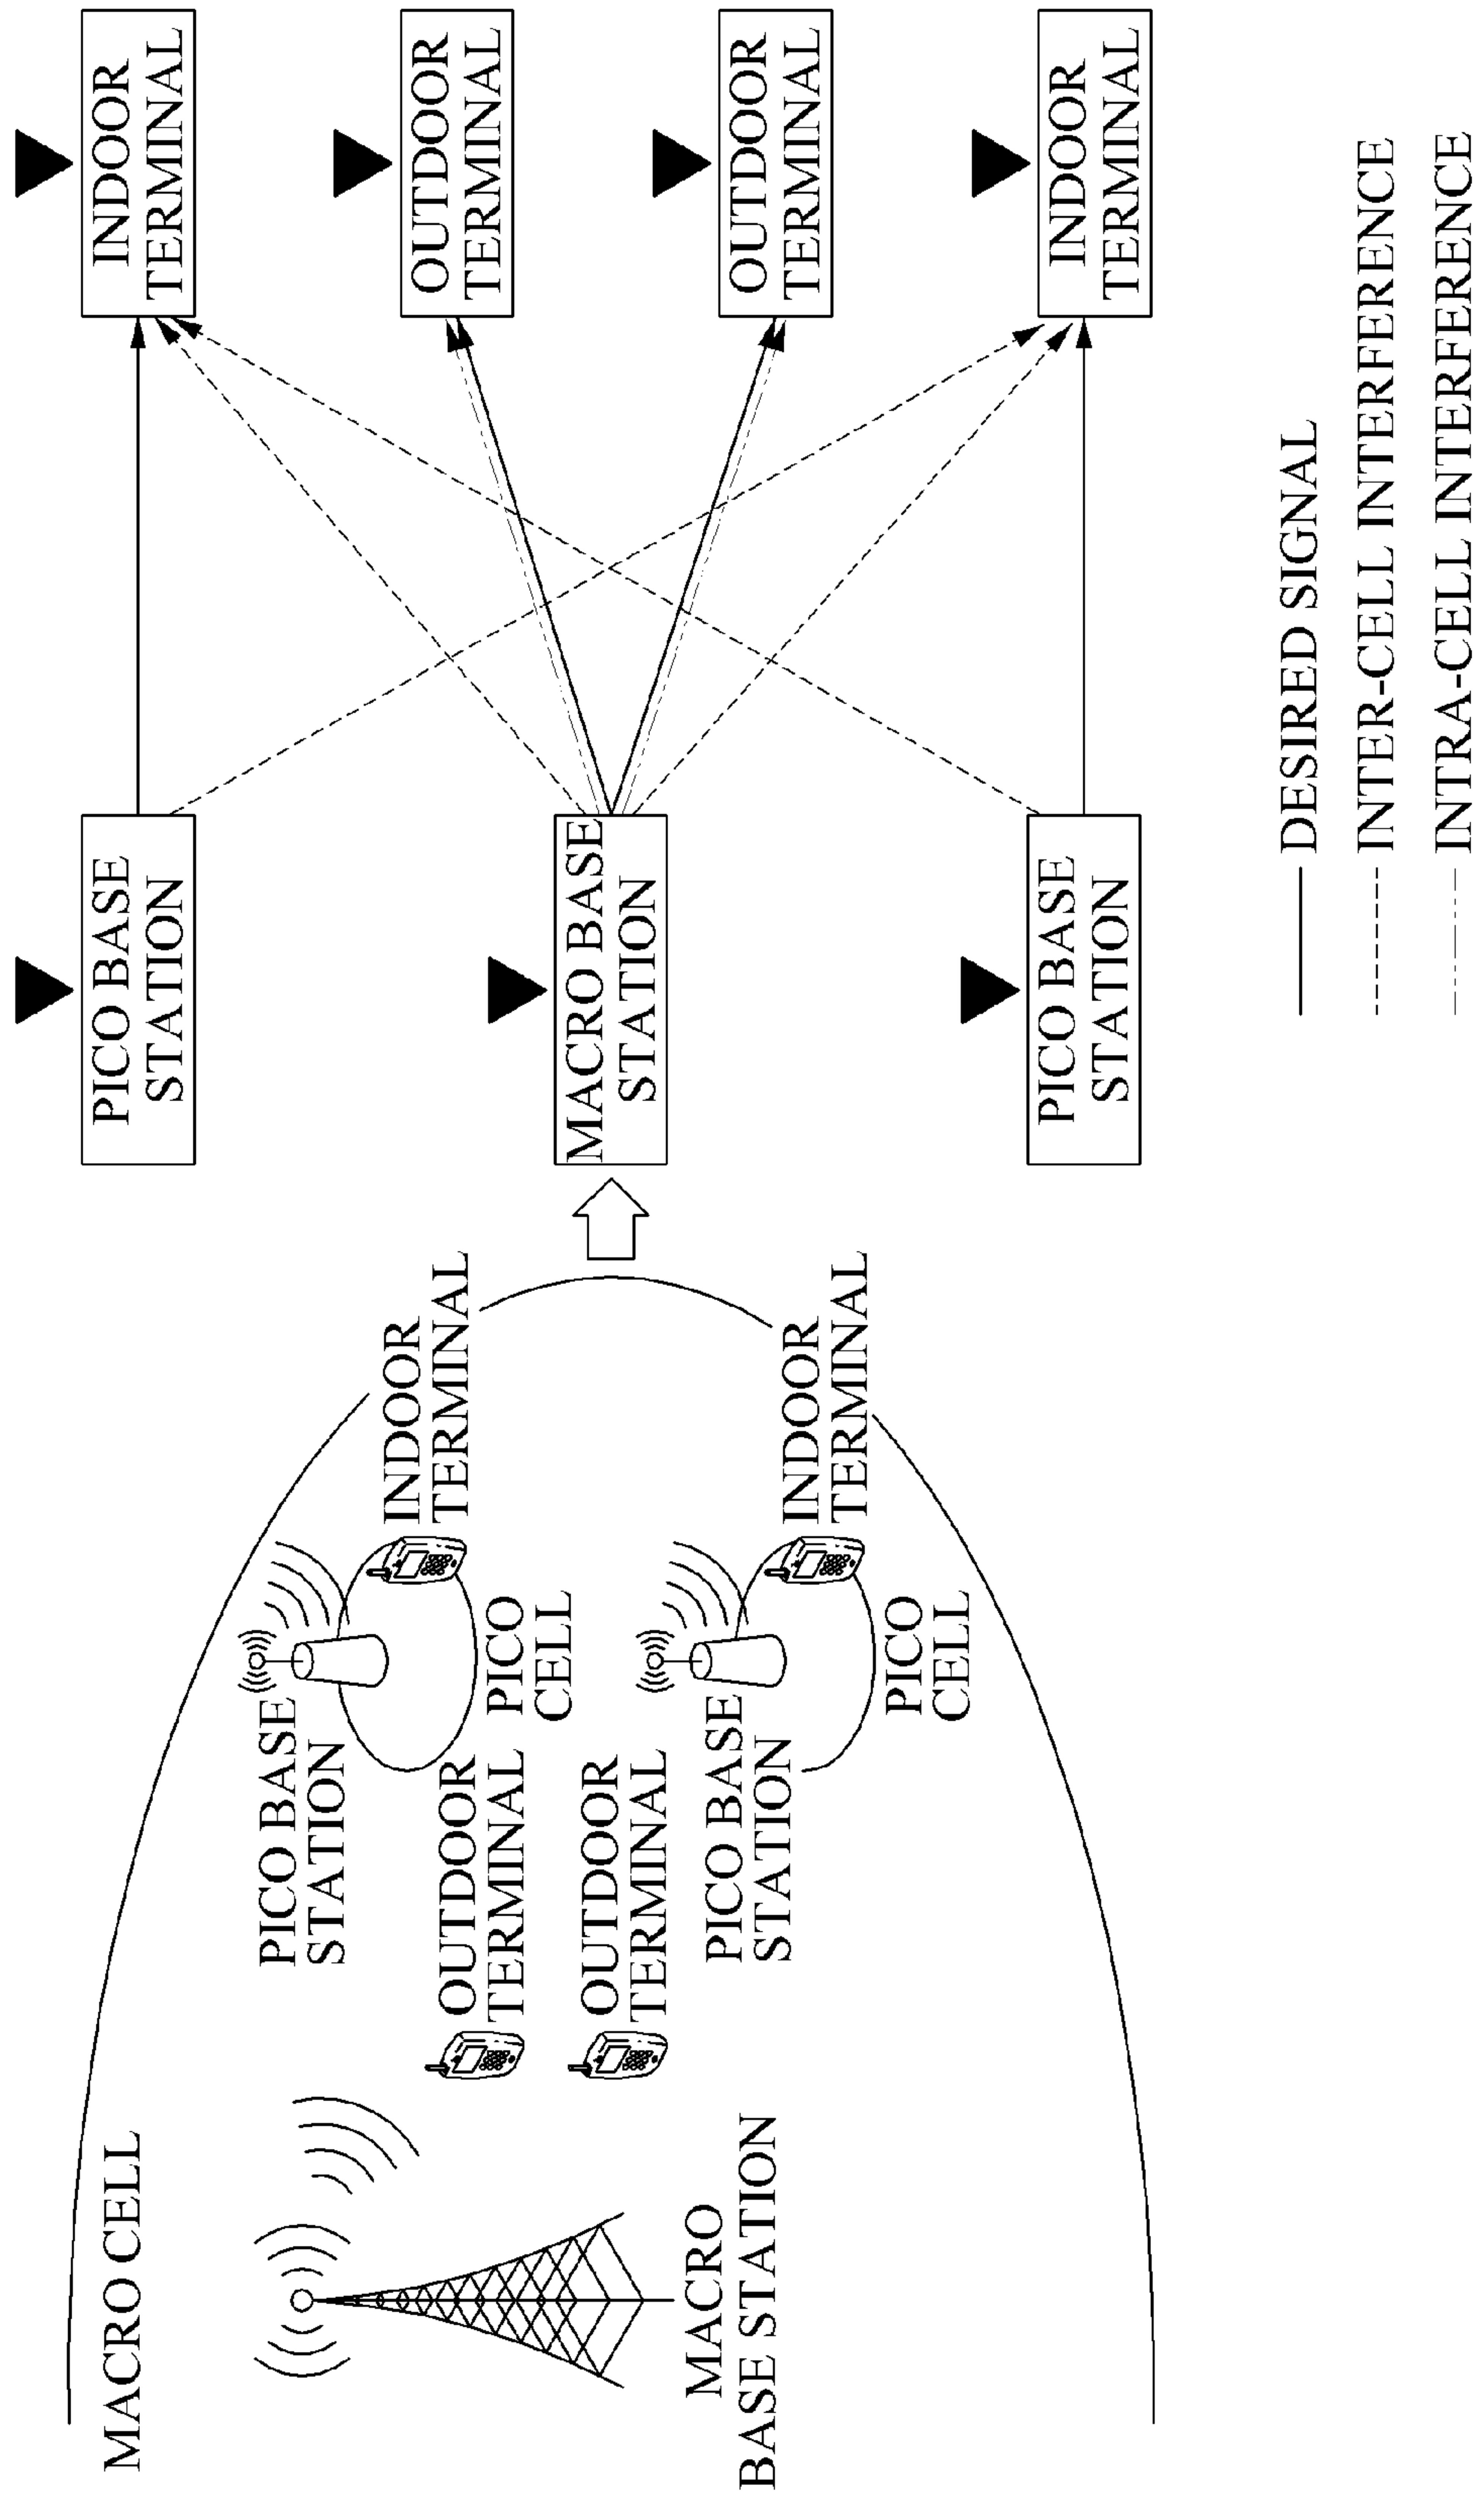 MACRO CELL
MACRO
BASE STATION
PICO BASE
STATION
OUTDOOR
TERMINAL
OUTDOOR
TERMINAL
PICO BASE
STATION
PICO
CELL
PICO
CELL
INDOOR
TERMINAL
INDOOR
TERMINAL
PICO BASE
STATION
MACRO BASE
STATION
PICO BASE
STATION
INDOOR
TERMINAL
OUTDOOR
TERMINAL
OUTDOOR
TERMINAL
INDOOR
TERMINAL
DESIRED SIGNAL
INTER-CELL INTERFERENCE
INTRA-CELL INTERFERENCE